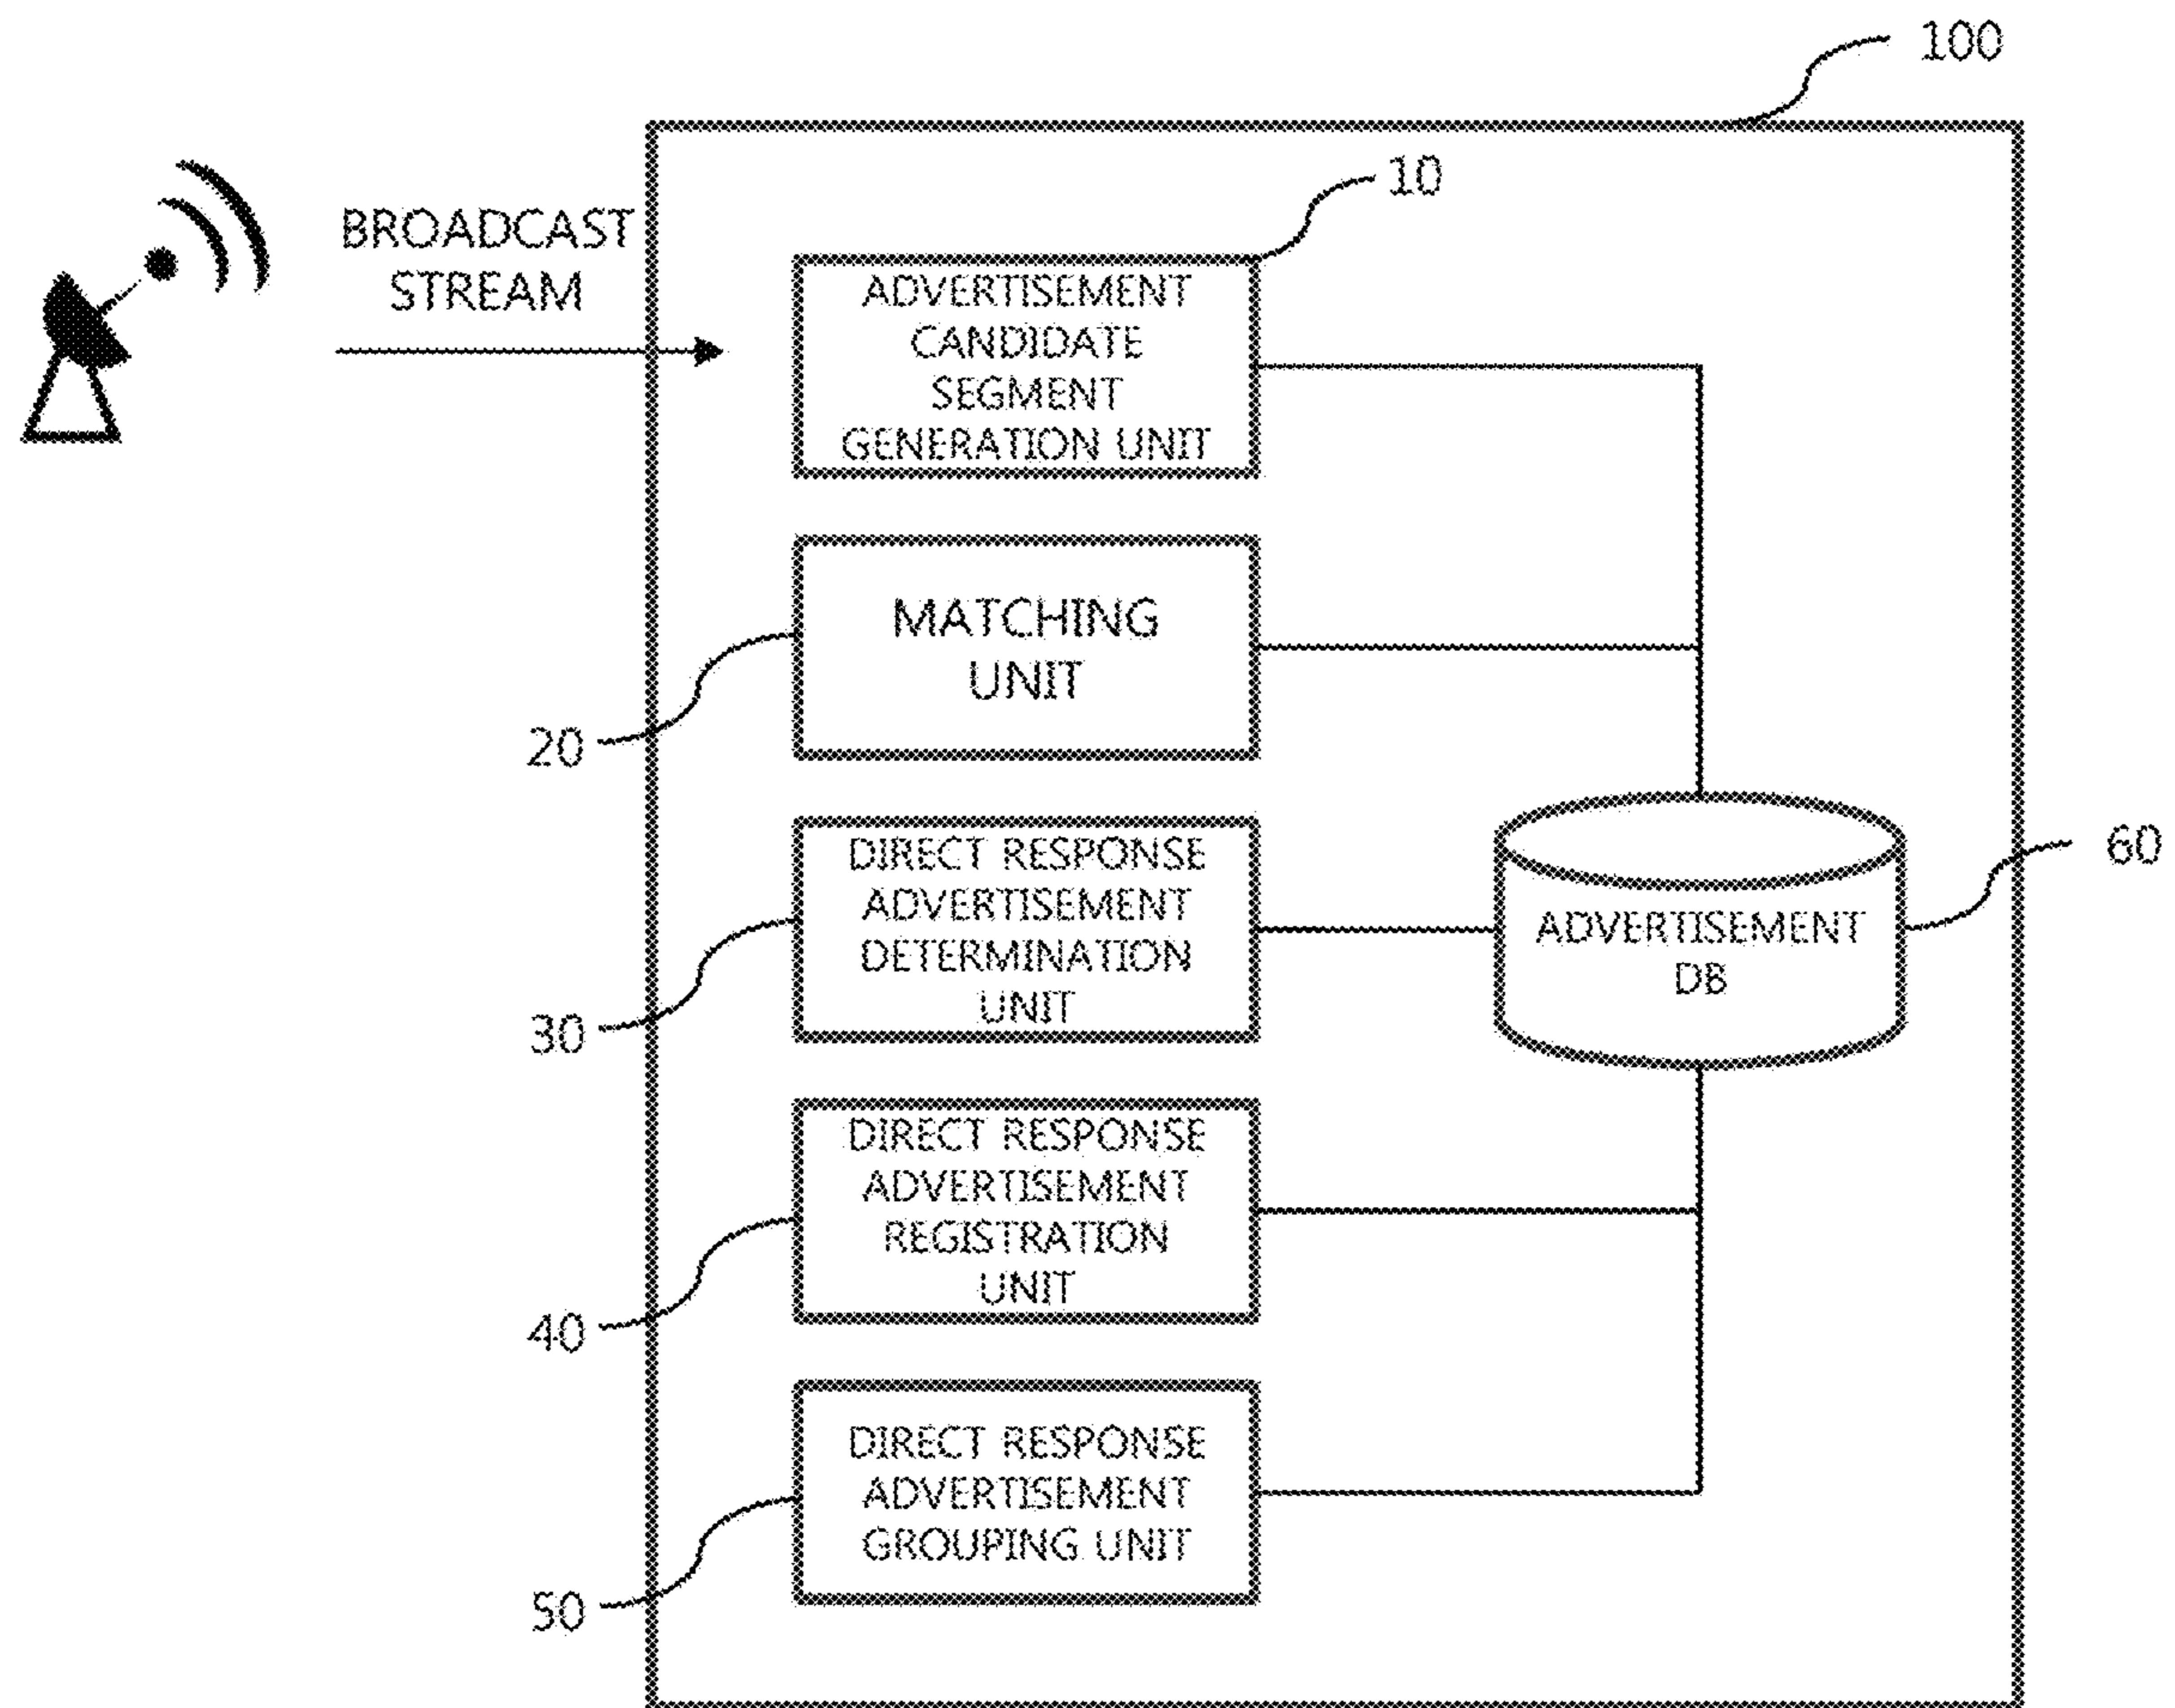 100
10
BROADCAST
STREAM
ADVERTISEMENT
CANDIDATE
SEGMENT
GENERATION UNIT
MATCHING
UNIT
20
DIRECT RESPONSE
ADVERTISEMENT
DETERMINATION
UNIT
30
ADVERTISEMENT
DB
60
DIRECT RESPONSE
ADVERTISEMENT
REGISTRATION
UNIT
40
DIRECT RESPONSE
ADVERTISEMENT
GROUPING UNIT
50